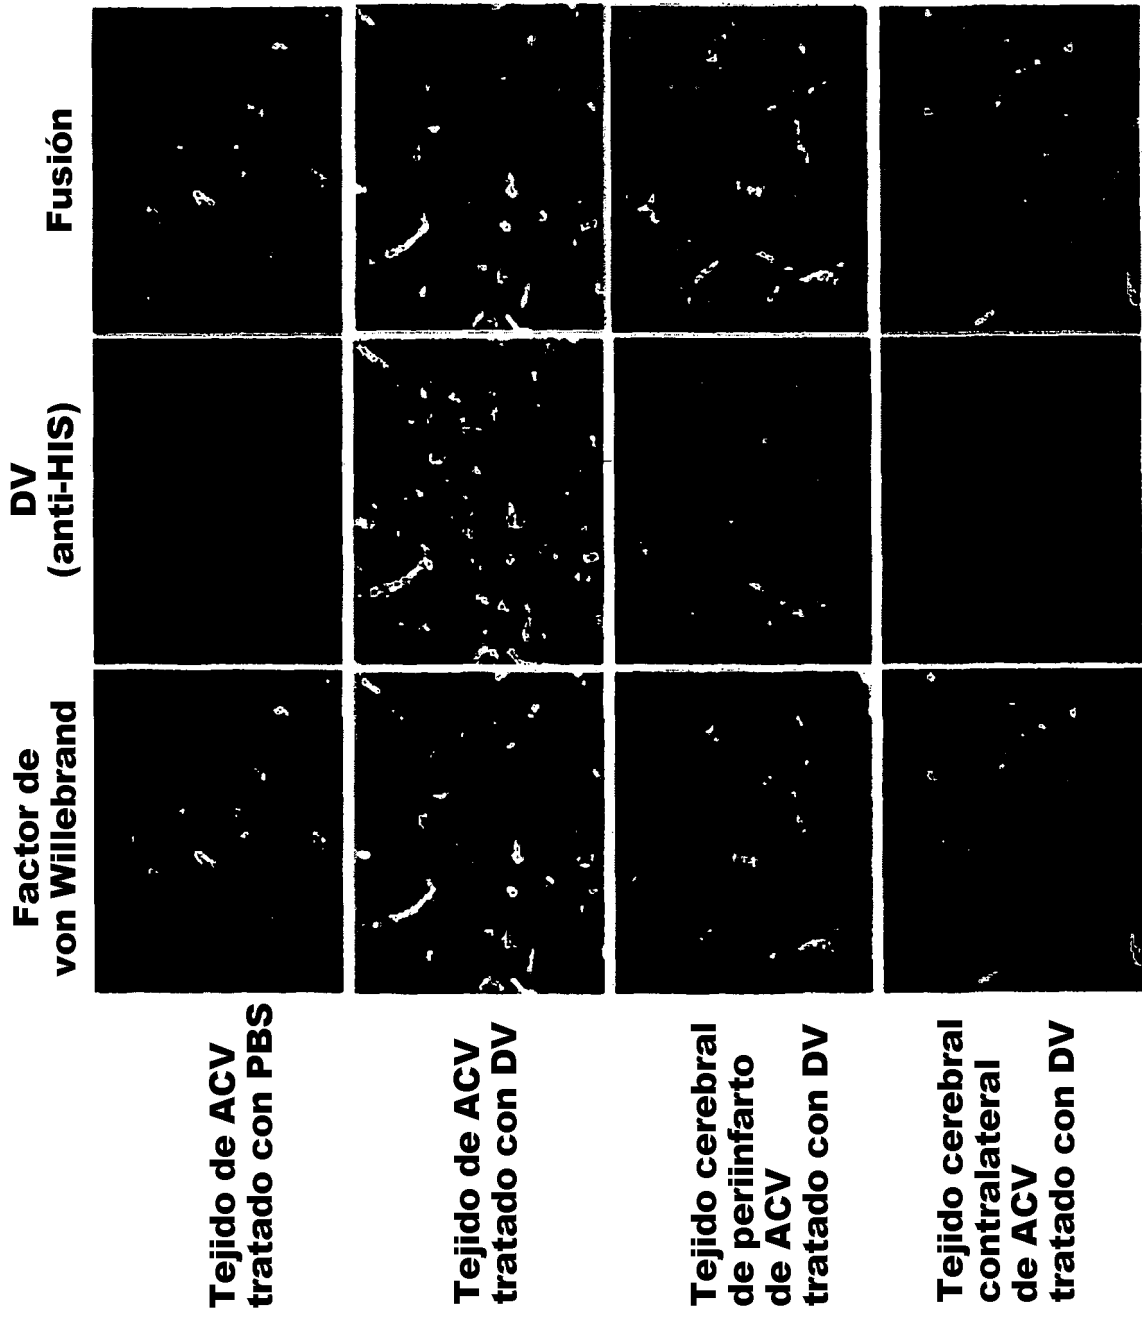 Factor de
von Willebrand
DV
(anti-HIS)
Fusión
Tejido de ACV
tratado con PBS
Tejido de ACV
tratado con DV
Tejido cerebral
de periinfarto
de ACV
tratado con DV
Tejido cerebral
contralateral
de ACV
tratado con DV